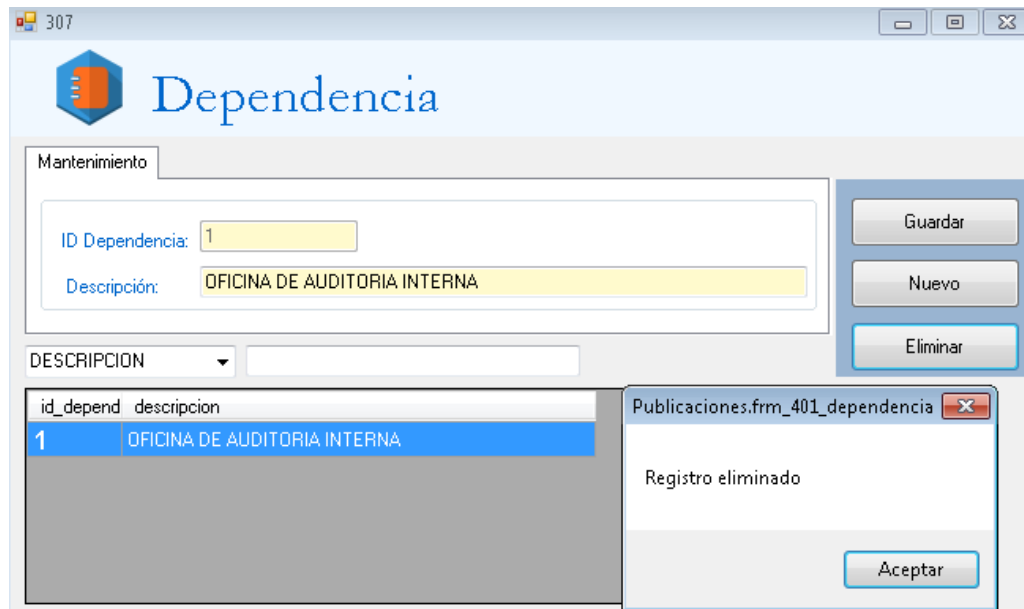 307
Dependencia
Mantenimiento
ID Dependencia: 1
Descripción: OFICINA DE AUDITORIA INTERNA
Guardar
Nuevo
Eliminar
DESCRIPCION
id_depend descripcion
1 OFICINA DE AUDITORIA INTERNA
Publicaciones.frm_401_dependencia
Registro eliminado
Aceptar